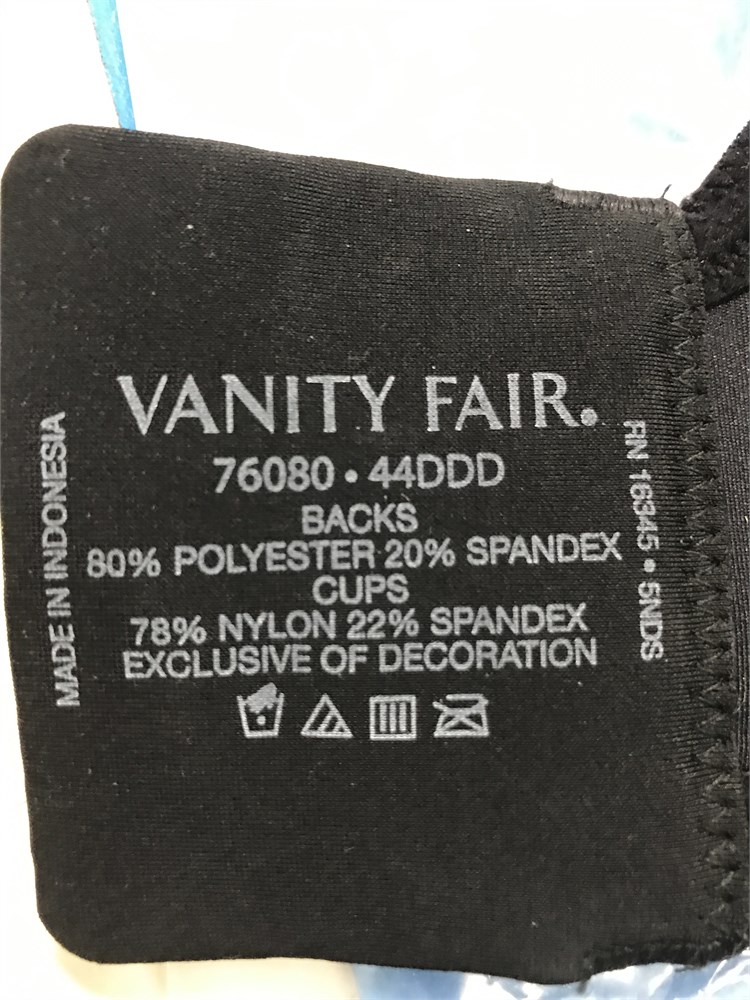 VANITY FAIR.
76080 • 44DDD
BACKS
80% POLYESTER 20% SPANDEX
CUPS
78% NYLON 22% SPANDEX
EXCLUSIVE OF DECORATION
MADE IN INDONESIA
RN 16345 • 5NDS